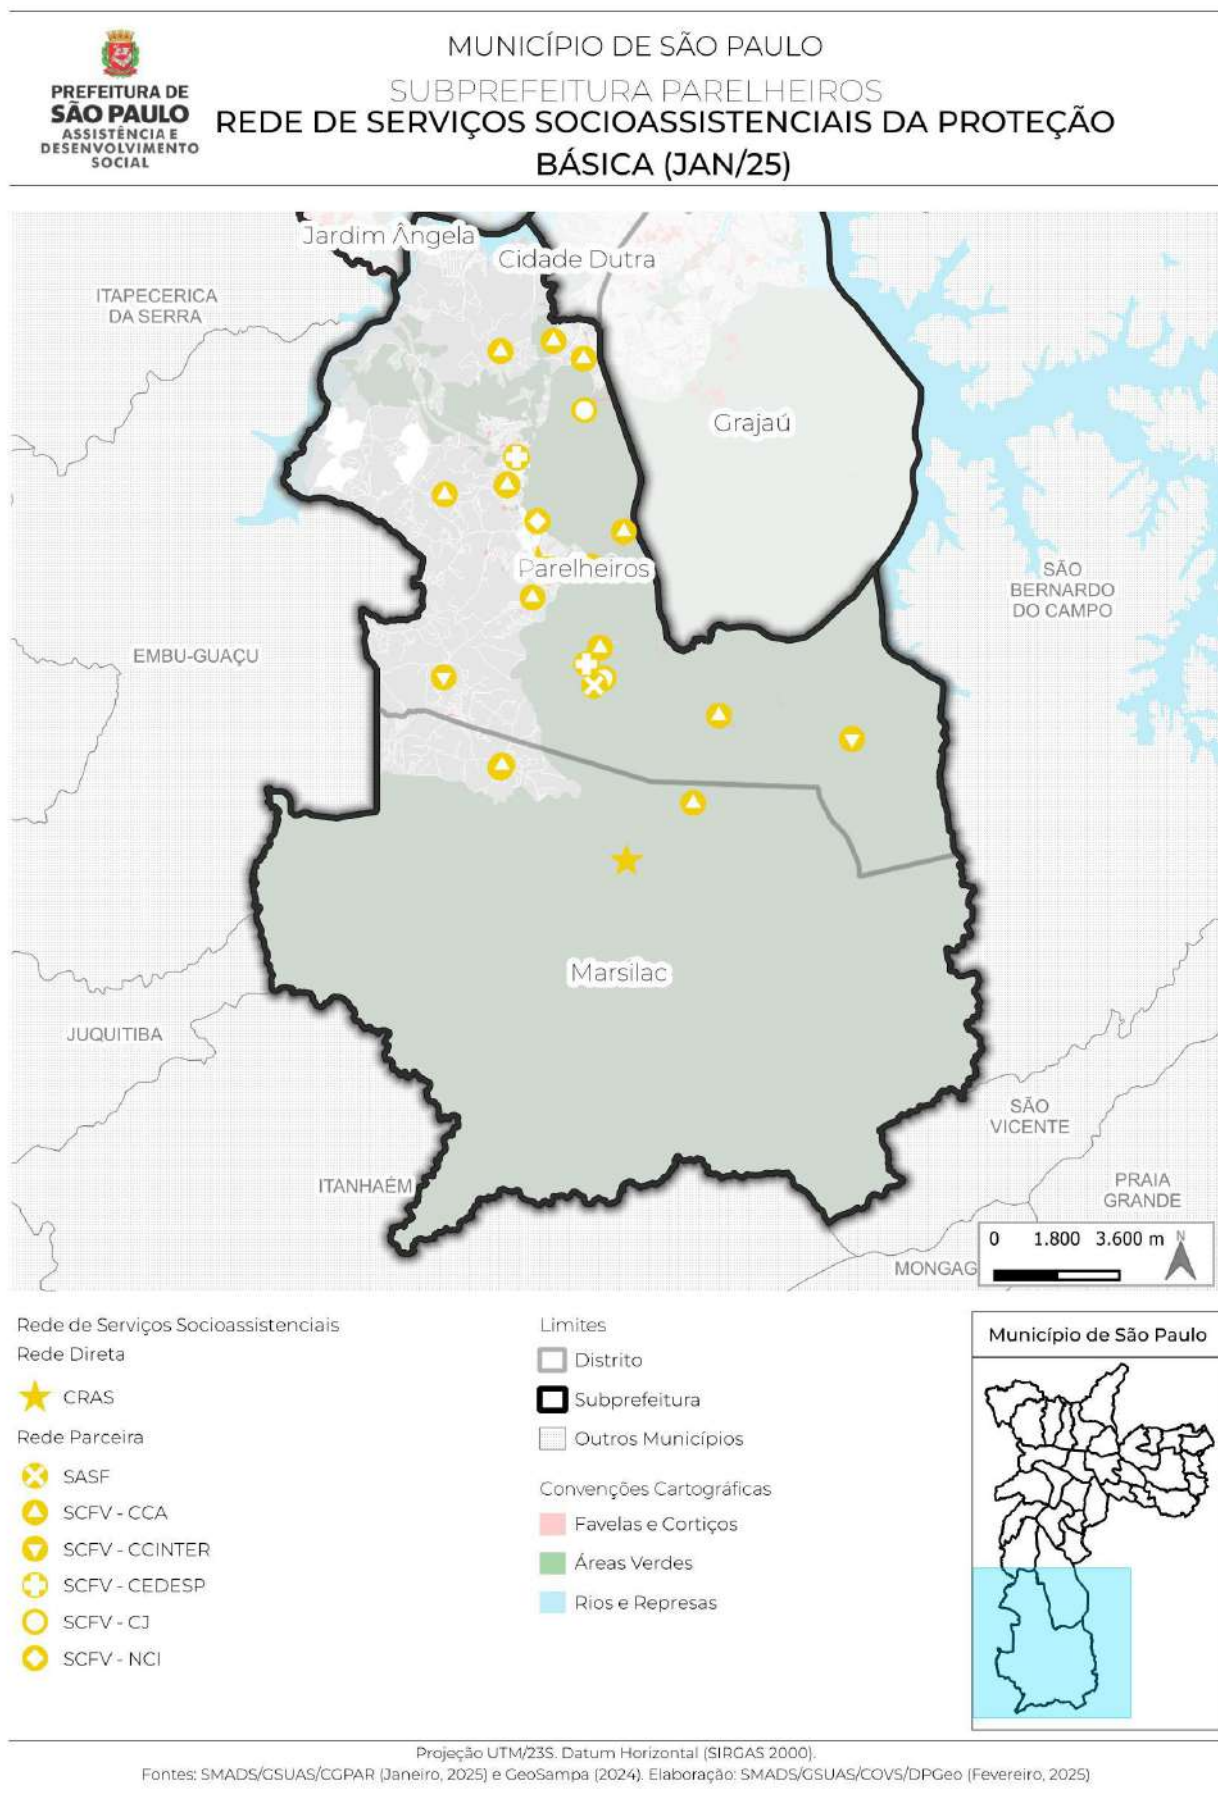 PREFEITURA DE
SÃO PAULO
ASSISTÊNCIA E
DESENVOLVIMENTO
SOCIAL
MUNICÍPIO DE SÃO PAULO
SUBPREFEITURA PARELHEIROS
REDE DE SERVIÇOS SOCIOASSISTENCIAIS DA PROTEÇÃO
BÁSICA (JAN/25)
Jardim Ângela
Cidade Dutra
ITAPECERICA
DA SERRA
Grajaú
Parelheiros
SÃO
BERNARDO
DO CAMPO
EMBU-GUAÇU
Marsilac
JUQUITIBA
SÃO
VICENTE
ITANHAÉM
PRAIA
GRANDE
MONGAG
0 1.800 3.600 m
N
Rede de Serviços Socioassistenciais
Rede Direta
CRAS
Rede Parceira
SASF
SCFV - CCA
SCFV - CCINTER
SCFV - CEDESP
SCFV - CJ
SCFV - NCI
Limites
Distrito
Subprefeitura
Outros Municípios
Convenções Cartográficas
Favelas e Cortiços
Áreas Verdes
Rios e Represas
Município de São Paulo
Projeção UTM/23S. Datum Horizontal (SIRGAS 2000).
Fontes: SMADS/GSUAS/CGPAR (Janeiro, 2025) e GeoSampa (2024). Elaboração: SMADS/GSUAS/COVS/DPGeo (Fevereiro, 2025)